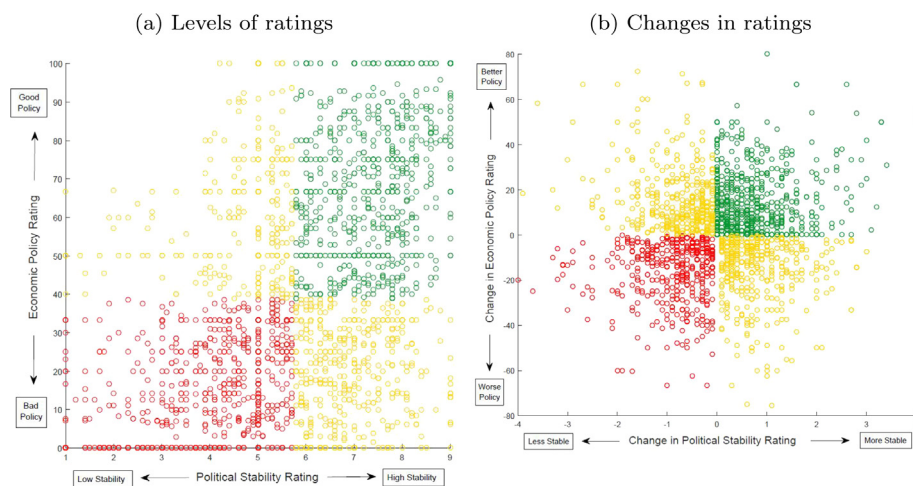 (a) Levels of ratings
100
90
80
70
60
50
40
30
20
10
0
Good
Policy
Economic Policy Rating
Bad
Policy
1 2 3 4 5 6 7 8 9
Low Stability
Political Stability Rating
High Stability
(b) Changes in ratings
80
60
40
20
0
-20
-40
-60
-80
Better
Policy
Change in Economic Policy Rating
Worse
Policy
-4 -3 -2 -1 0 1 2 3
Less Stable
Change in Political Stability Rating
More Stable